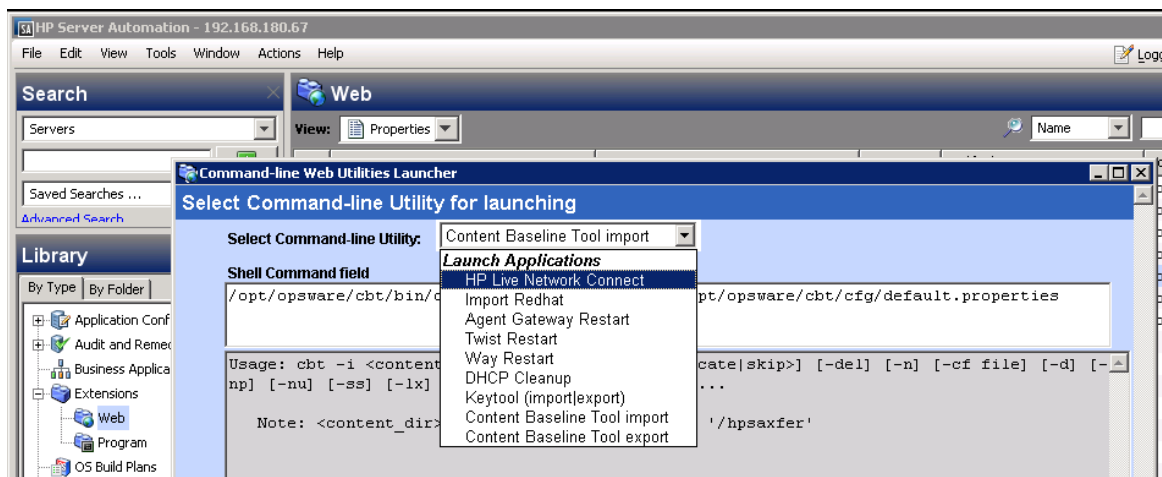 HP Server Automation - 192.168.180.67
File Edit View Tools Window Actions Help
Search
Web
Servers
View: Properties
Name
Saved Searches ...
Advanced Search
Command-line Web Utilities Launcher
Select Command-line Utility for launching
Select Command-line Utility: Content Baseline Tool import
Launch Applications
HP Live Network Connect
Import Redhat
Agent Gateway Restart
Twist Restart
Way Restart
DHCP Cleanup
Keytool (import|export)
Content Baseline Tool import
Content Baseline Tool export
Shell Command field
/opt/opsware/cbt/bin/ pt/opsware/cbt/cfg/default.properties
Usage: cbt -i <content cate|skip>] [-del] [-n] [-cf file] [-d] [-
np] [-nu] [-ss] [-lx] ...
Note: <content_dir> '/hpsaxfer'
Library
By Type By Folder
Application Conf
Audit and Reme
Business Applica
Extensions
Web
Program
OS Build Plans